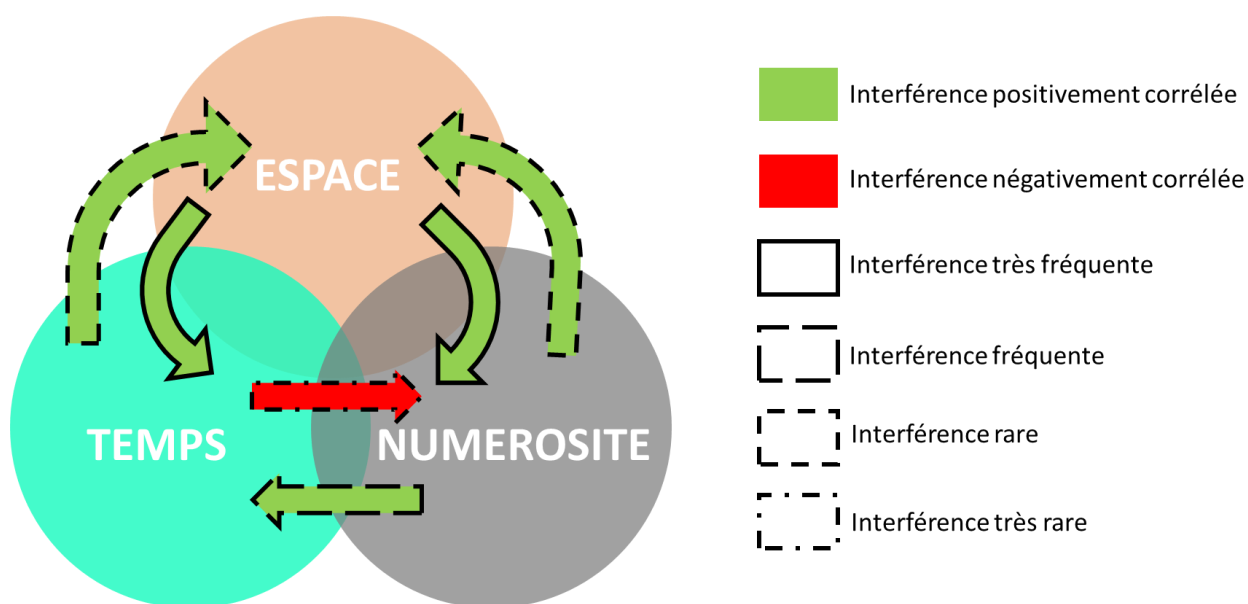 ESPACE
TEMPS
NUMEROSITE
Interférence positivement corrélée
Interférence négativement corrélée
Interférence très fréquente
Interférence fréquente
Interférence rare
Interférence très rare